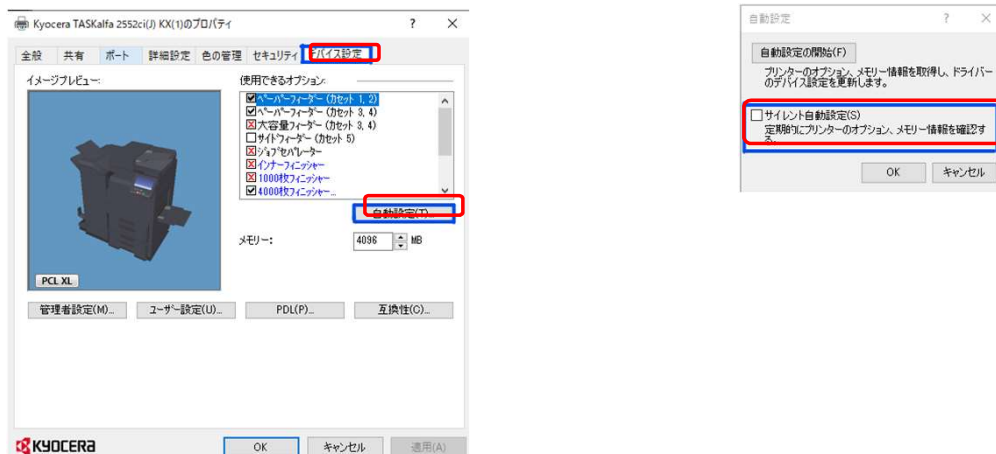 Kyocera TASKalfa 2552ci(J) KX(1)のプロパティ
? ×
全般 共有 ポート 詳細設定 色の管理 セキュリティ デバイス設定
イメージプレビュー:
使用できるオプション:
ペーパーフィーダー (カセット 1, 2)
ペーパーフィーダー (カセット 3, 4)
大容量フィーダー (カセット 3, 4)
サイドフィーダー (カセット 5)
ジョブセパレーター
インナーフィニッシャー
1000枚フィニッシャー
4000枚フィニッシャー...
自動設定(T)...
メモリー: 4096 MB
PCL XL
管理者設定(M)... ユーザー設定(U)... PDL(P)... 互換性(C)...
KYOCERA
OK キャンセル 適用(A)
自動設定 ? ×
自動設定の開始(F)
プリンターのオプション、メモリー情報を取得し、ドライバー
のデバイス設定を更新します。
サイレント自動設定(S)
定期的にプリンターのオプション、メモリー情報を確認す
る。
OK キャンセル